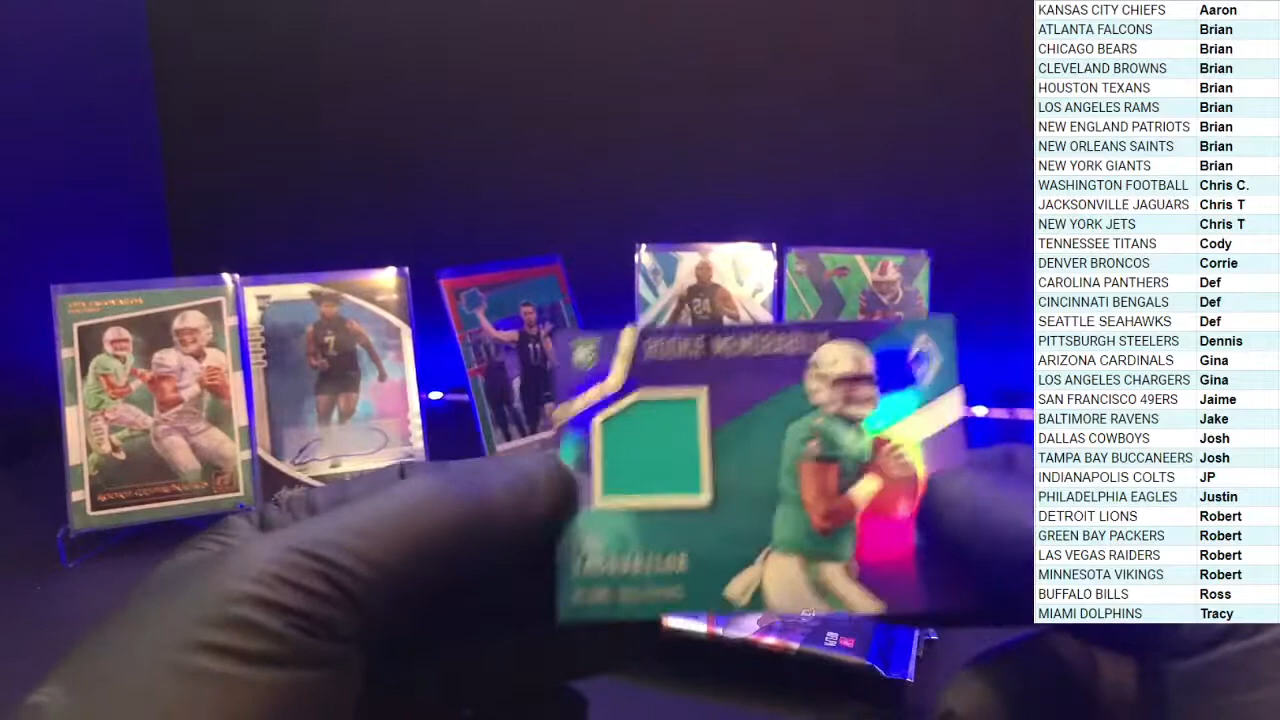 KANSAS CITY CHIEFS Aaron
ATLANTA FALCONS Brian
CHICAGO BEARS Brian
CLEVELAND BROWNS Brian
HOUSTON TEXANS Brian
LOS ANGELES RAMS Brian
NEW ENGLAND PATRIOTS Brian
NEW ORLEANS SAINTS Brian
NEW YORK GIANTS Brian
WASHINGTON FOOTBALL Chris C.
JACKSONVILLE JAGUARS Chris T
NEW YORK JETS Chris T
TENNESSEE TITANS Cody
DENVER BRONCOS Corrie
CAROLINA PANTHERS Def
CINCINNATI BENGALS Def
SEATTLE SEAHAWKS Def
PITTSBURGH STEELERS Dennis
ARIZONA CARDINALS Gina
LOS ANGELES CHARGERS Gina
SAN FRANCISCO 49ERS Jaime
BALTIMORE RAVENS Jake
DALLAS COWBOYS Josh
TAMPA BAY BUCCANEERS Josh
INDIANAPOLIS COLTS JP
PHILADELPHIA EAGLES Justin
DETROIT LIONS Robert
GREEN BAY PACKERS Robert
LAS VEGAS RAIDERS Robert
MINNESOTA VIKINGS Robert
BUFFALO BILLS Ross
MIAMI DOLPHINS Tracy
24
7
11
ROOKIE